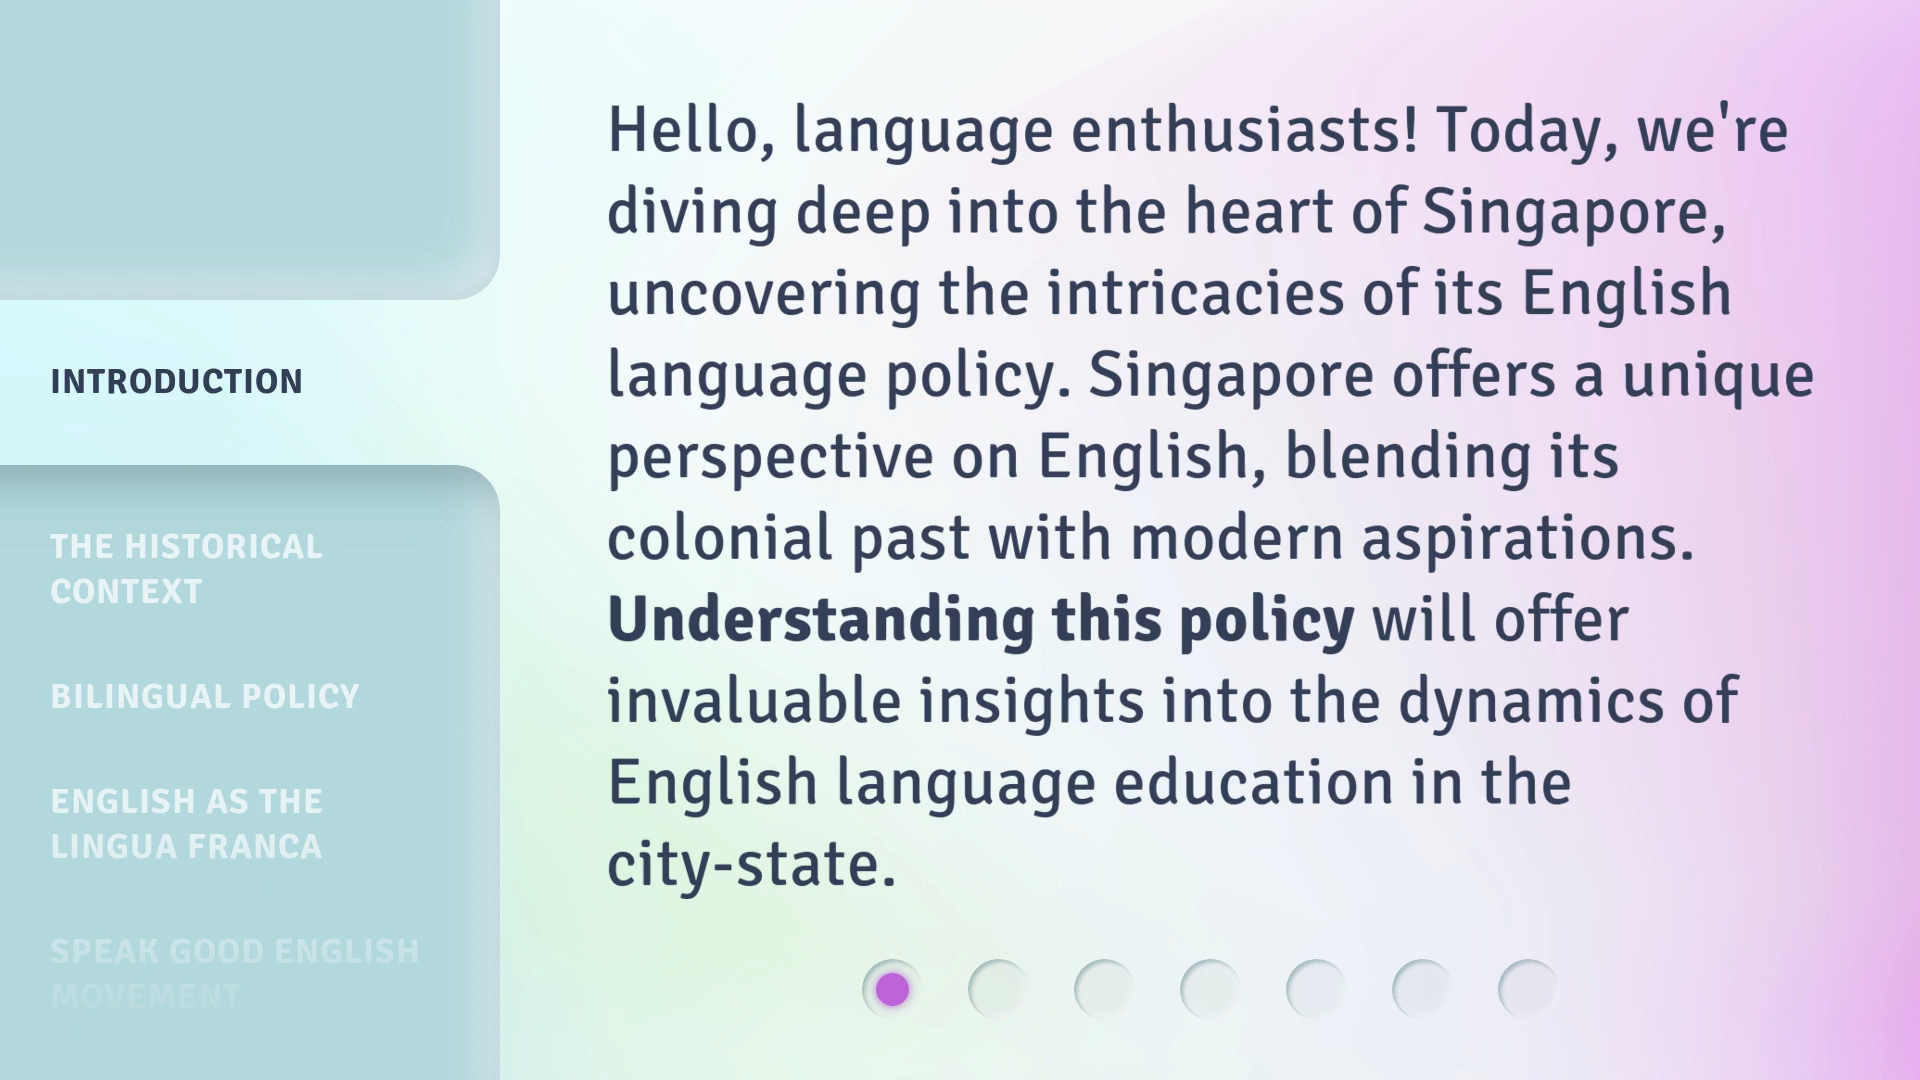 INTRODUCTION
THE HISTORICAL
CONTEXT
BILINGUAL POLICY
ENGLISH AS THE
LINGUA FRANCA
SPEAK GOOD ENGLISH
MOVEMENT
Hello, language enthusiasts! Today, we're
diving deep into the heart of Singapore,
uncovering the intricacies of its English
language policy. Singapore offers a unique
perspective on English, blending its
colonial past with modern aspirations.
Understanding this policy will offer
invaluable insights into the dynamics of
English language education in the
city-state.